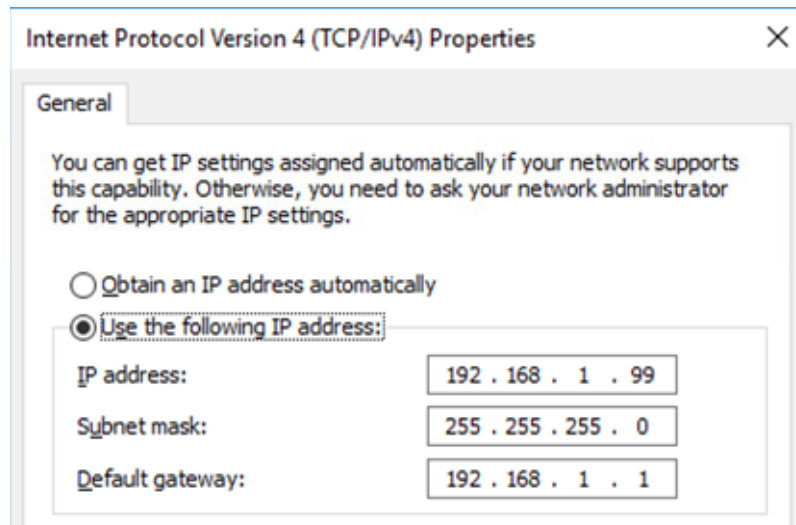 Internet Protocol Version 4 (TCP/IPv4) Properties
General
You can get IP settings assigned automatically if your network supports
this capability. Otherwise, you need to ask your network administrator
for the appropriate IP settings.
Obtain an IP address automatically
Use the following IP address:
IP address: 192 . 168 . 1 . 99
Subnet mask: 255 . 255 . 255 . 0
Default gateway: 192 . 168 . 1 . 1